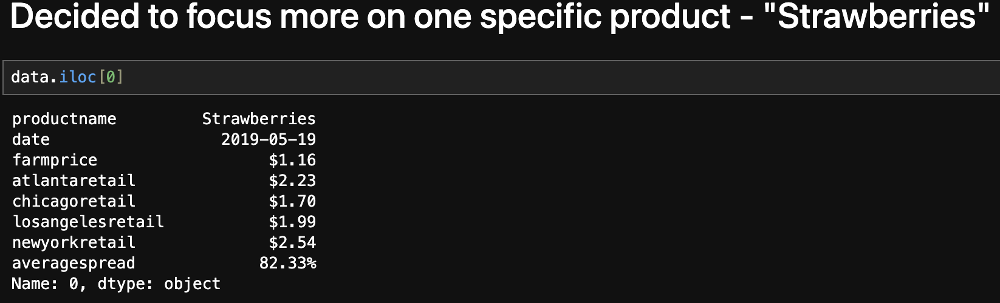 Decided to focus more on one specific product - "Strawberries"
data.iloc[0]
productname Strawberries
date 2019-05-19
farmprice $1.16
atlantaretail $2.23
chicagoretail $1.70
losangelesretail $1.99
newyorkretail $2.54
averagespread 82.33%
Name: 0, dtype: object